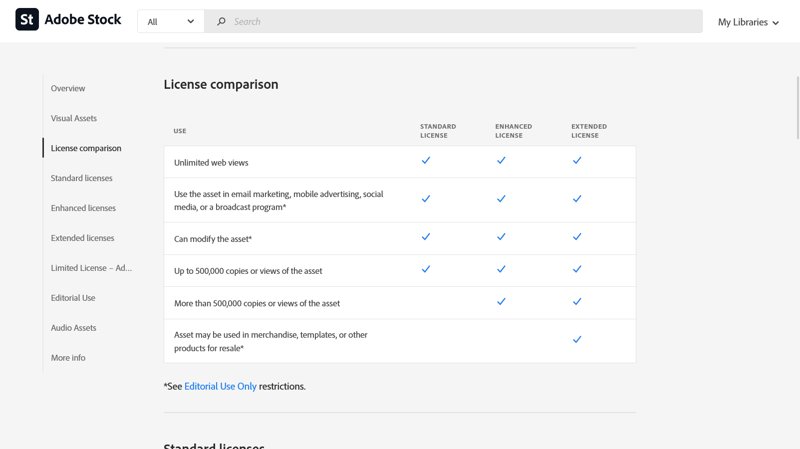 St Adobe Stock
All
Search
My Libraries
Overview
Visual Assets
License comparison
Standard licenses
Enhanced licenses
Extended licenses
Limited License – Ad...
Editorial Use
Audio Assets
More info
License comparison
USE
STANDARD
LICENSE
ENHANCED
LICENSE
EXTENDED
LICENSE
Unlimited web views
Use the asset in email marketing, mobile advertising, social
media, or a broadcast program*
Can modify the asset*
Up to 500,000 copies or views of the asset
More than 500,000 copies or views of the asset
Asset may be used in merchandise, templates, or other
products for resale*
*See Editorial Use Only restrictions.
Standard licenses